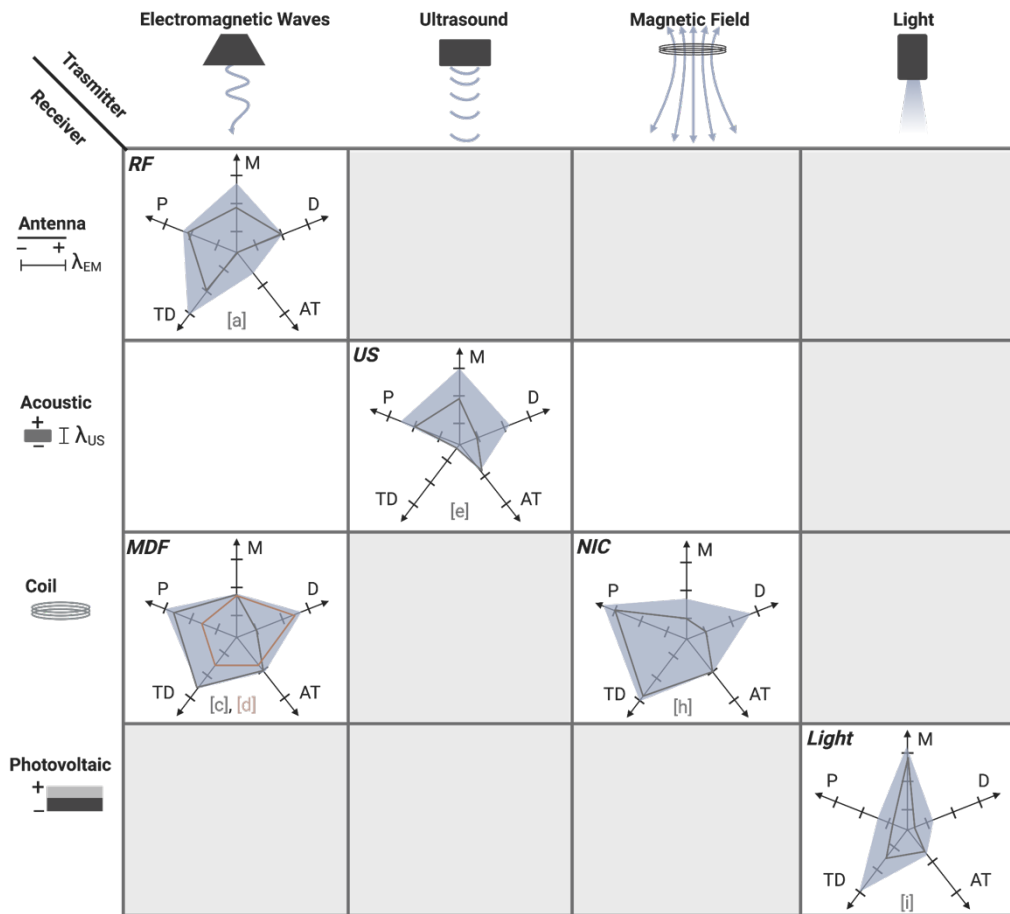 Electromagnetic Waves
Ultrasound
Magnetic Field
Light
Trasmitter
Receiver
RF
M
P
D
TD
AT
[a]
Antenna
− +
λEM
US
M
P
D
TD
AT
[e]
Acoustic
+
−
λUS
MDF
M
P
D
TD
AT
[c], [d]
NIC
M
P
D
TD
AT
[h]
Coil
Light
M
P
D
TD
AT
[i]
Photovoltaic
+
−